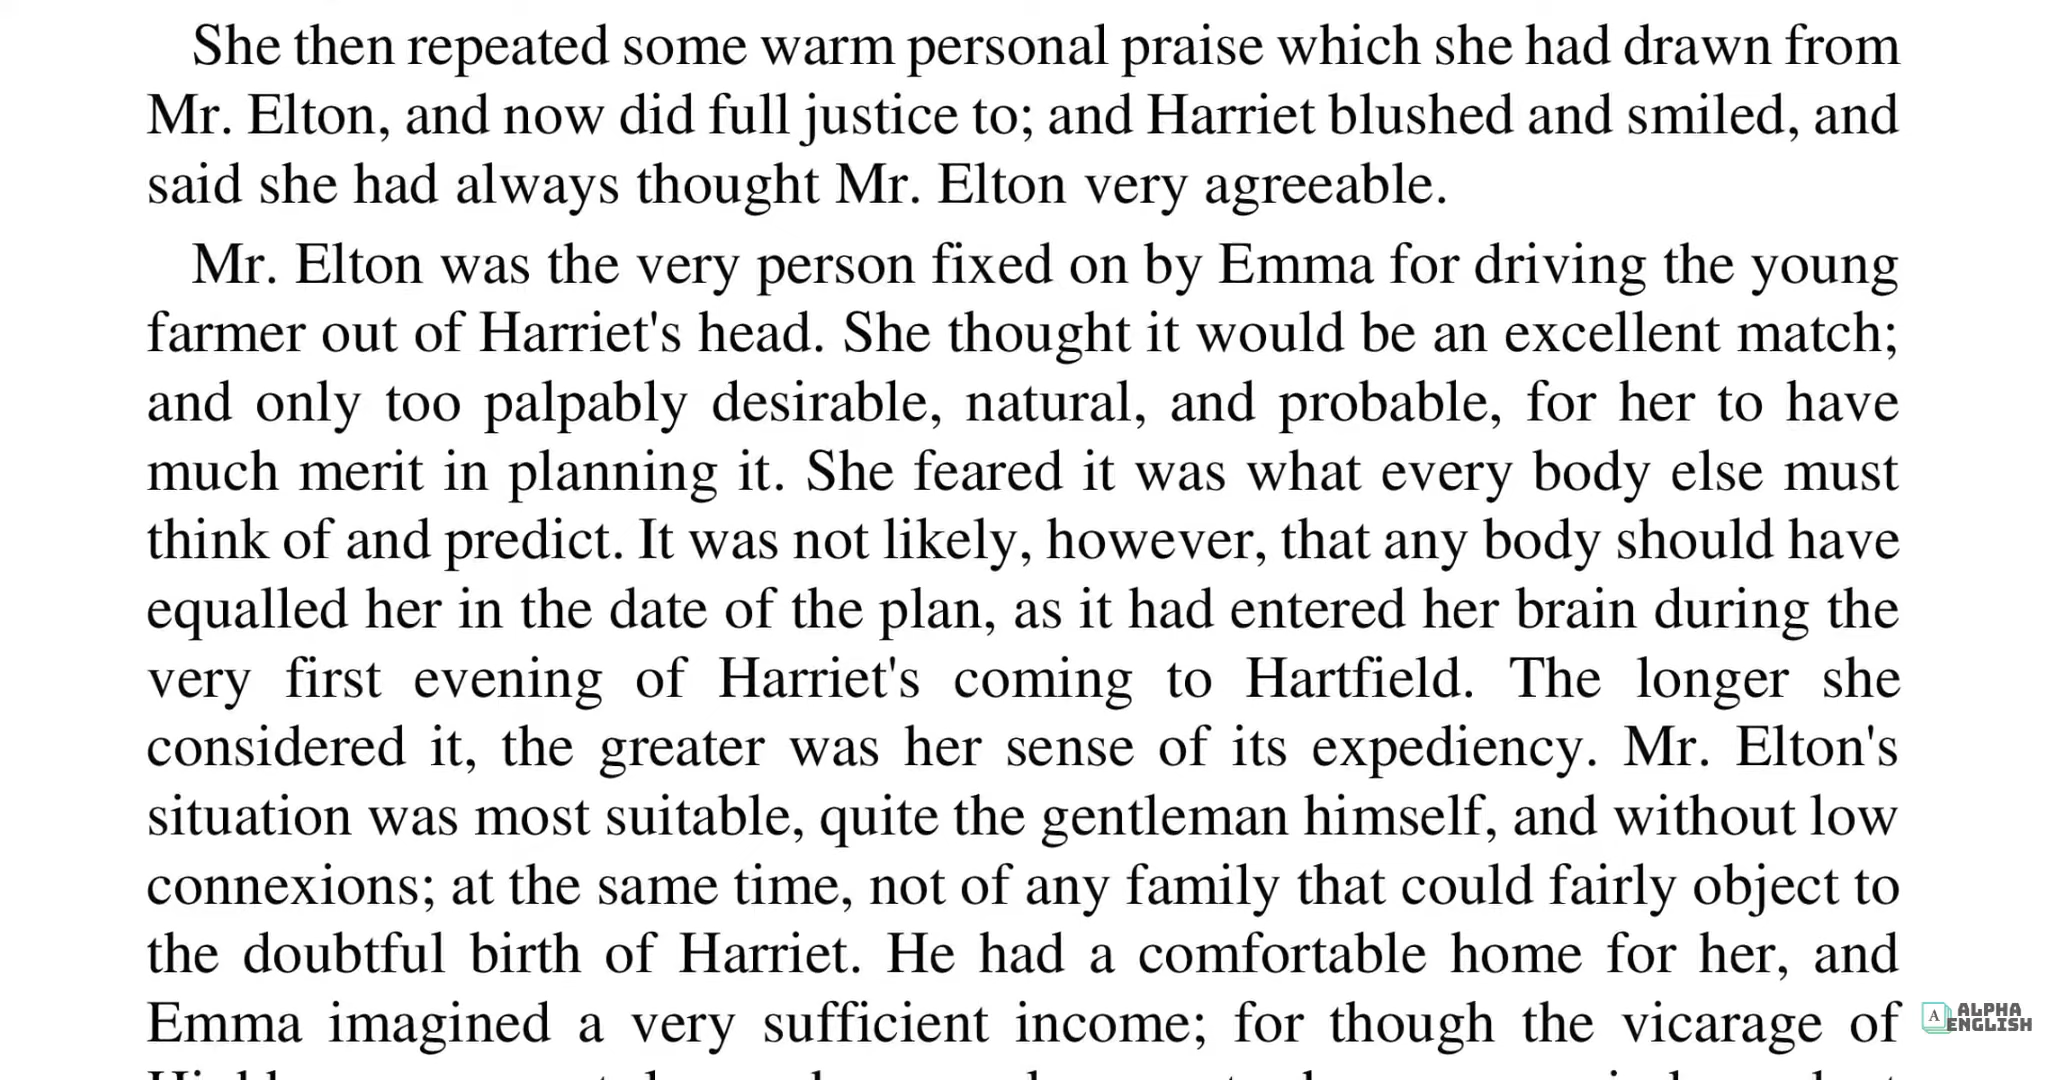 She then repeated some warm personal praise which she had drawn from
Mr. Elton, and now did full justice to; and Harriet blushed and smiled, and
said she had always thought Mr. Elton very agreeable.
Mr. Elton was the very person fixed on by Emma for driving the young
farmer out of Harriet's head. She thought it would be an excellent match;
and only too palpably desirable, natural, and probable, for her to have
much merit in planning it. She feared it was what every body else must
think of and predict. It was not likely, however, that any body should have
equalled her in the date of the plan, as it had entered her brain during the
very first evening of Harriet's coming to Hartfield. The longer she
considered it, the greater was her sense of its expediency. Mr. Elton's
situation was most suitable, quite the gentleman himself, and without low
connexions; at the same time, not of any family that could fairly object to
the doubtful birth of Harriet. He had a comfortable home for her, and
Emma imagined a very sufficient income; for though the vicarage of
A ALPHA
ENGLISH